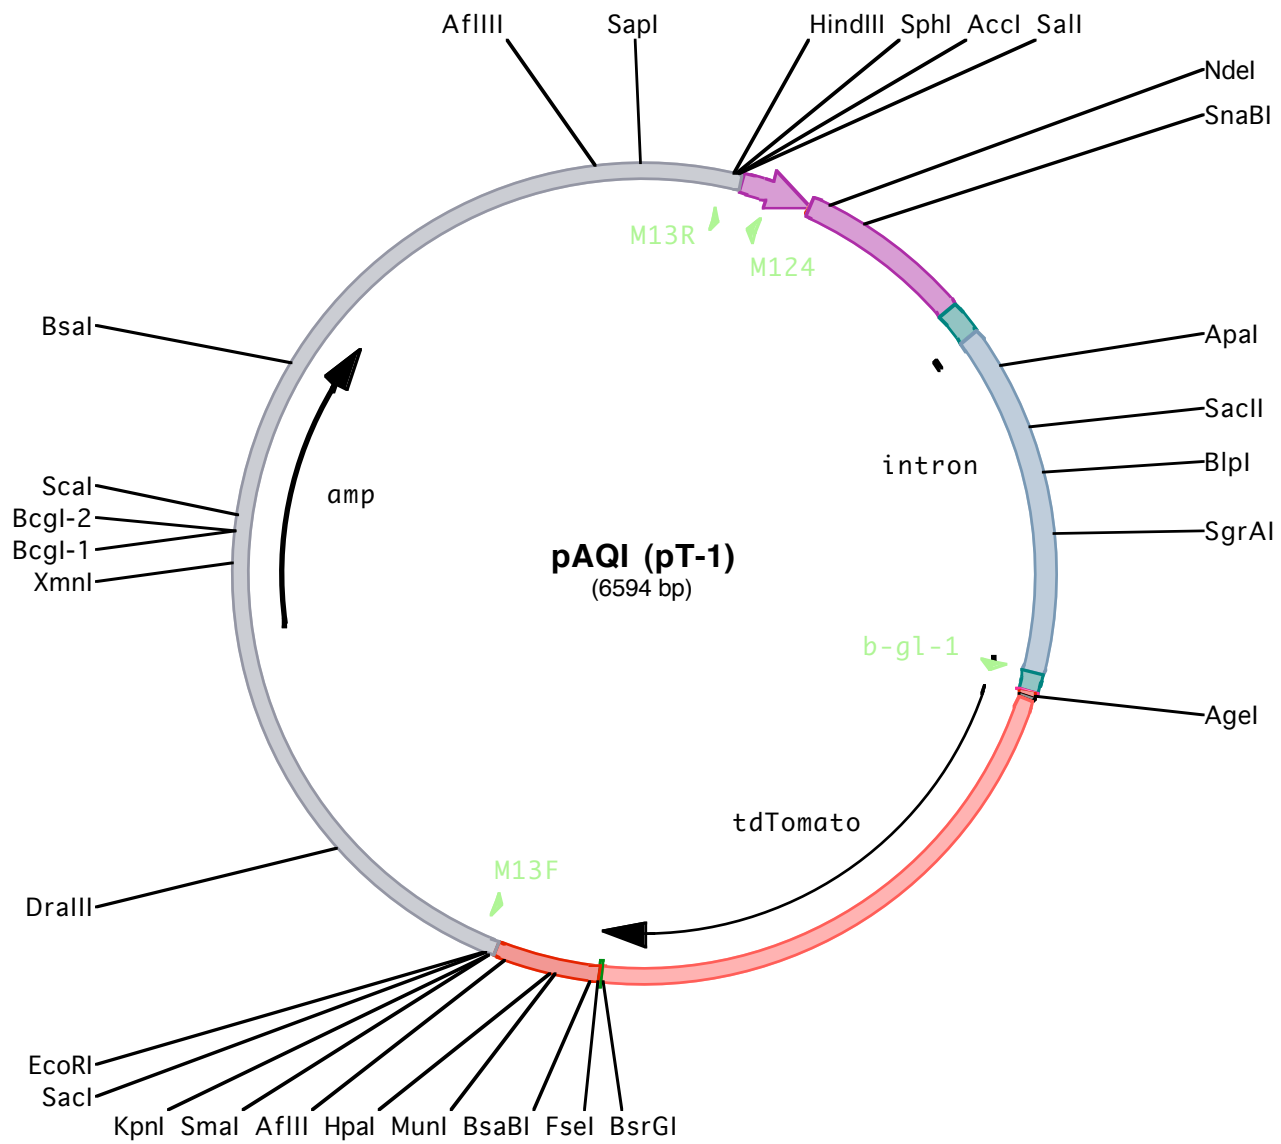 AflIII SapI HindIII SphI AccI SalI
NdeI
SnaBI
M13R
M124
BsaI
ApaI
SacII
intron
BlpI
ScaI
amp
BcgI-2
SgrAI
BcgI-1
pAQI (pT-1)
XmnI
(6594 bp)
b-gl-1
AgeI
tdTomato
M13F
DraIII
EcoRI
SacI
KpnI SmaI AflII HpaI MunI BsaBI FseI BsrGI